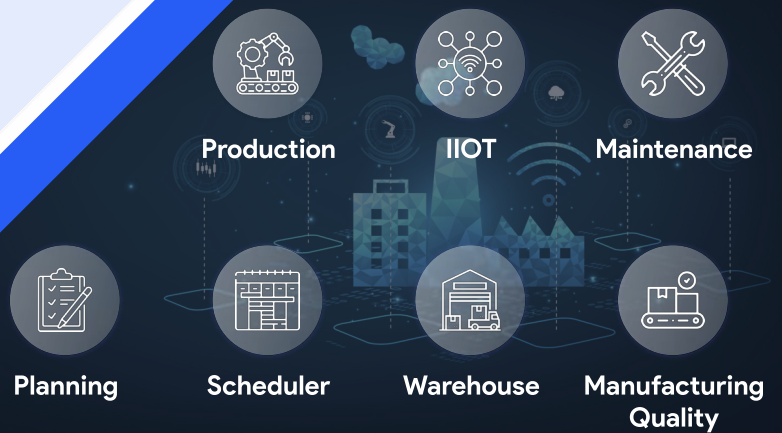 Production
IIOT
Maintenance
Planning
Scheduler
Warehouse
Manufacturing
Quality